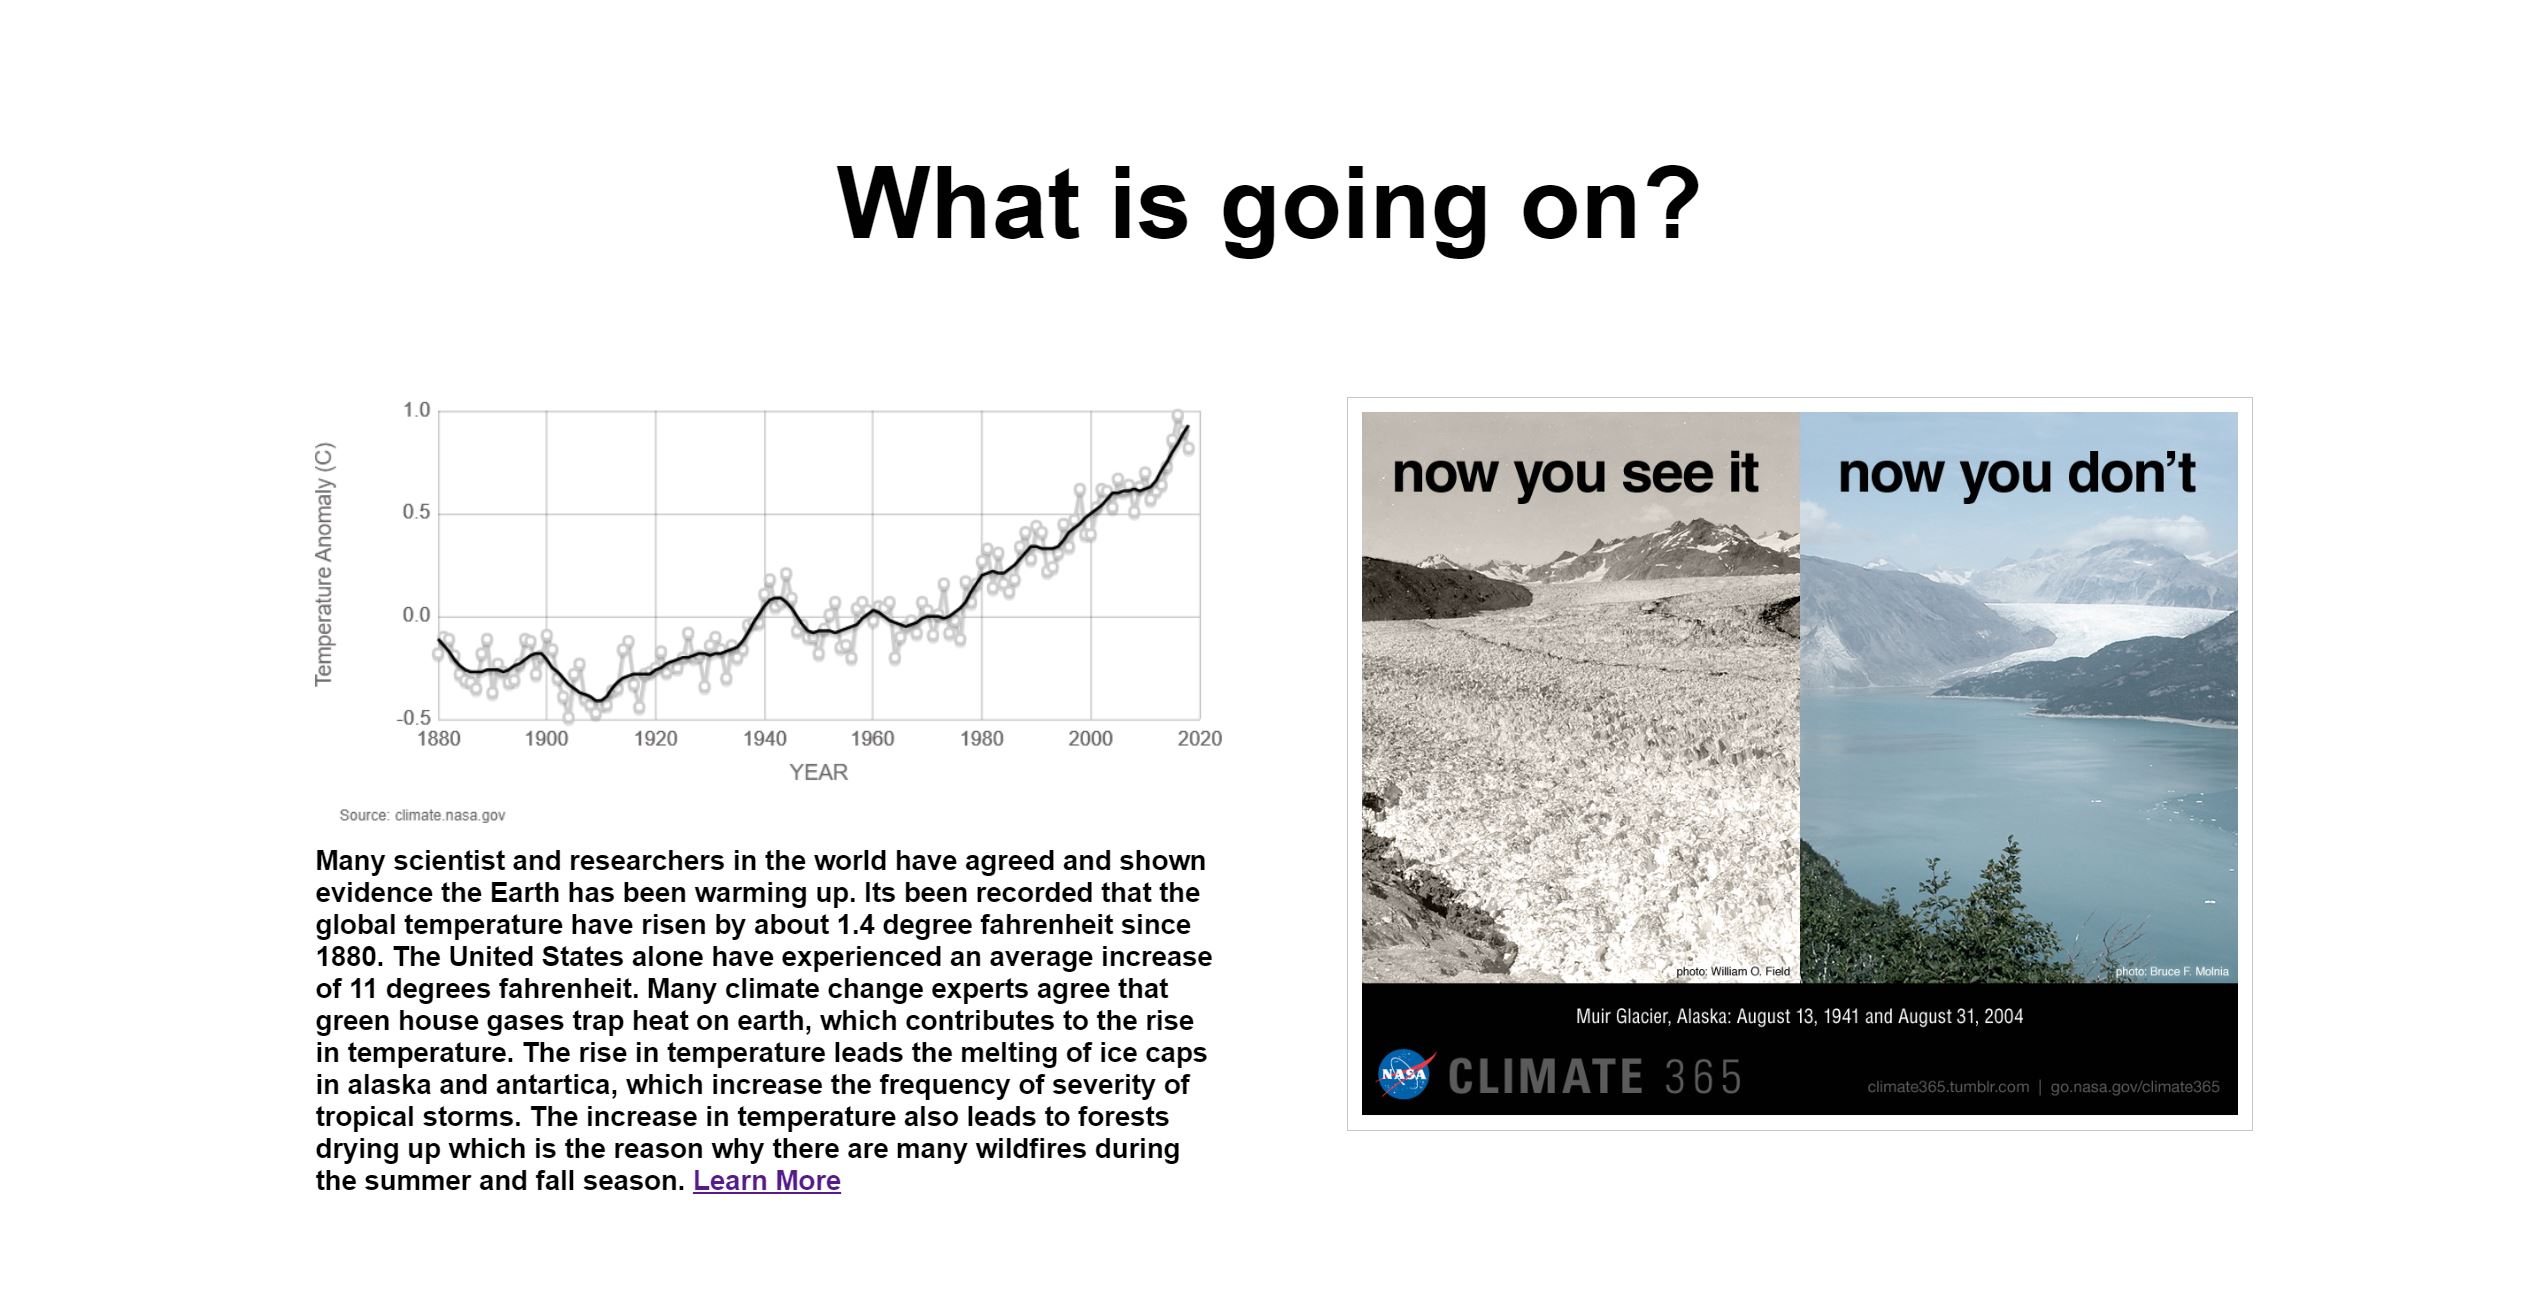 What is going on?
1.0
0.5
0.0
-0.5
Temperature Anomaly (C)
1880 1900 1920 1940 1960 1980 2000 2020
YEAR
Source: climate.nasa.gov
Many scientist and researchers in the world have agreed and shown
evidence the Earth has been warming up. Its been recorded that the
global temperature have risen by about 1.4 degree fahrenheit since
1880. The United States alone have experienced an average increase
of 11 degrees fahrenheit. Many climate change experts agree that
green house gases trap heat on earth, which contributes to the rise
in temperature. The rise in temperature leads the melting of ice caps
in alaska and antartica, which increase the frequency of severity of
tropical storms. The increase in temperature also leads to forests
drying up which is the reason why there are many wildfires during
the summer and fall season. Learn More
now you see it
now you don't
photo: William O. Field
photo: Bruce F. Molnia
Muir Glacier, Alaska: August 13, 1941 and August 31, 2004
NASA CLIMATE 365
climate365.tumblr.com | go.nasa.gov/climate365